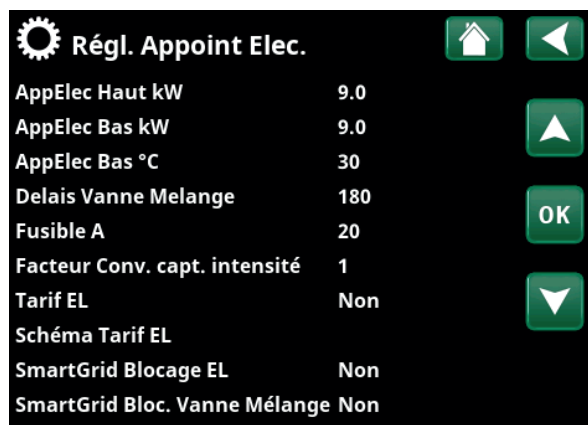 Régl. Appoint Elec.
AppElec Haut kW 9.0
AppElec Bas kW 9.0
AppElec Bas °C 30
Delais Vanne Melange 180
OK
Fusible A 20
Facteur Conv. capt. intensité 1
Tarif EL Non
Schéma Tarif EL
SmartGrid Blocage EL Non
SmartGrid Bloc. Vanne Mélange Non